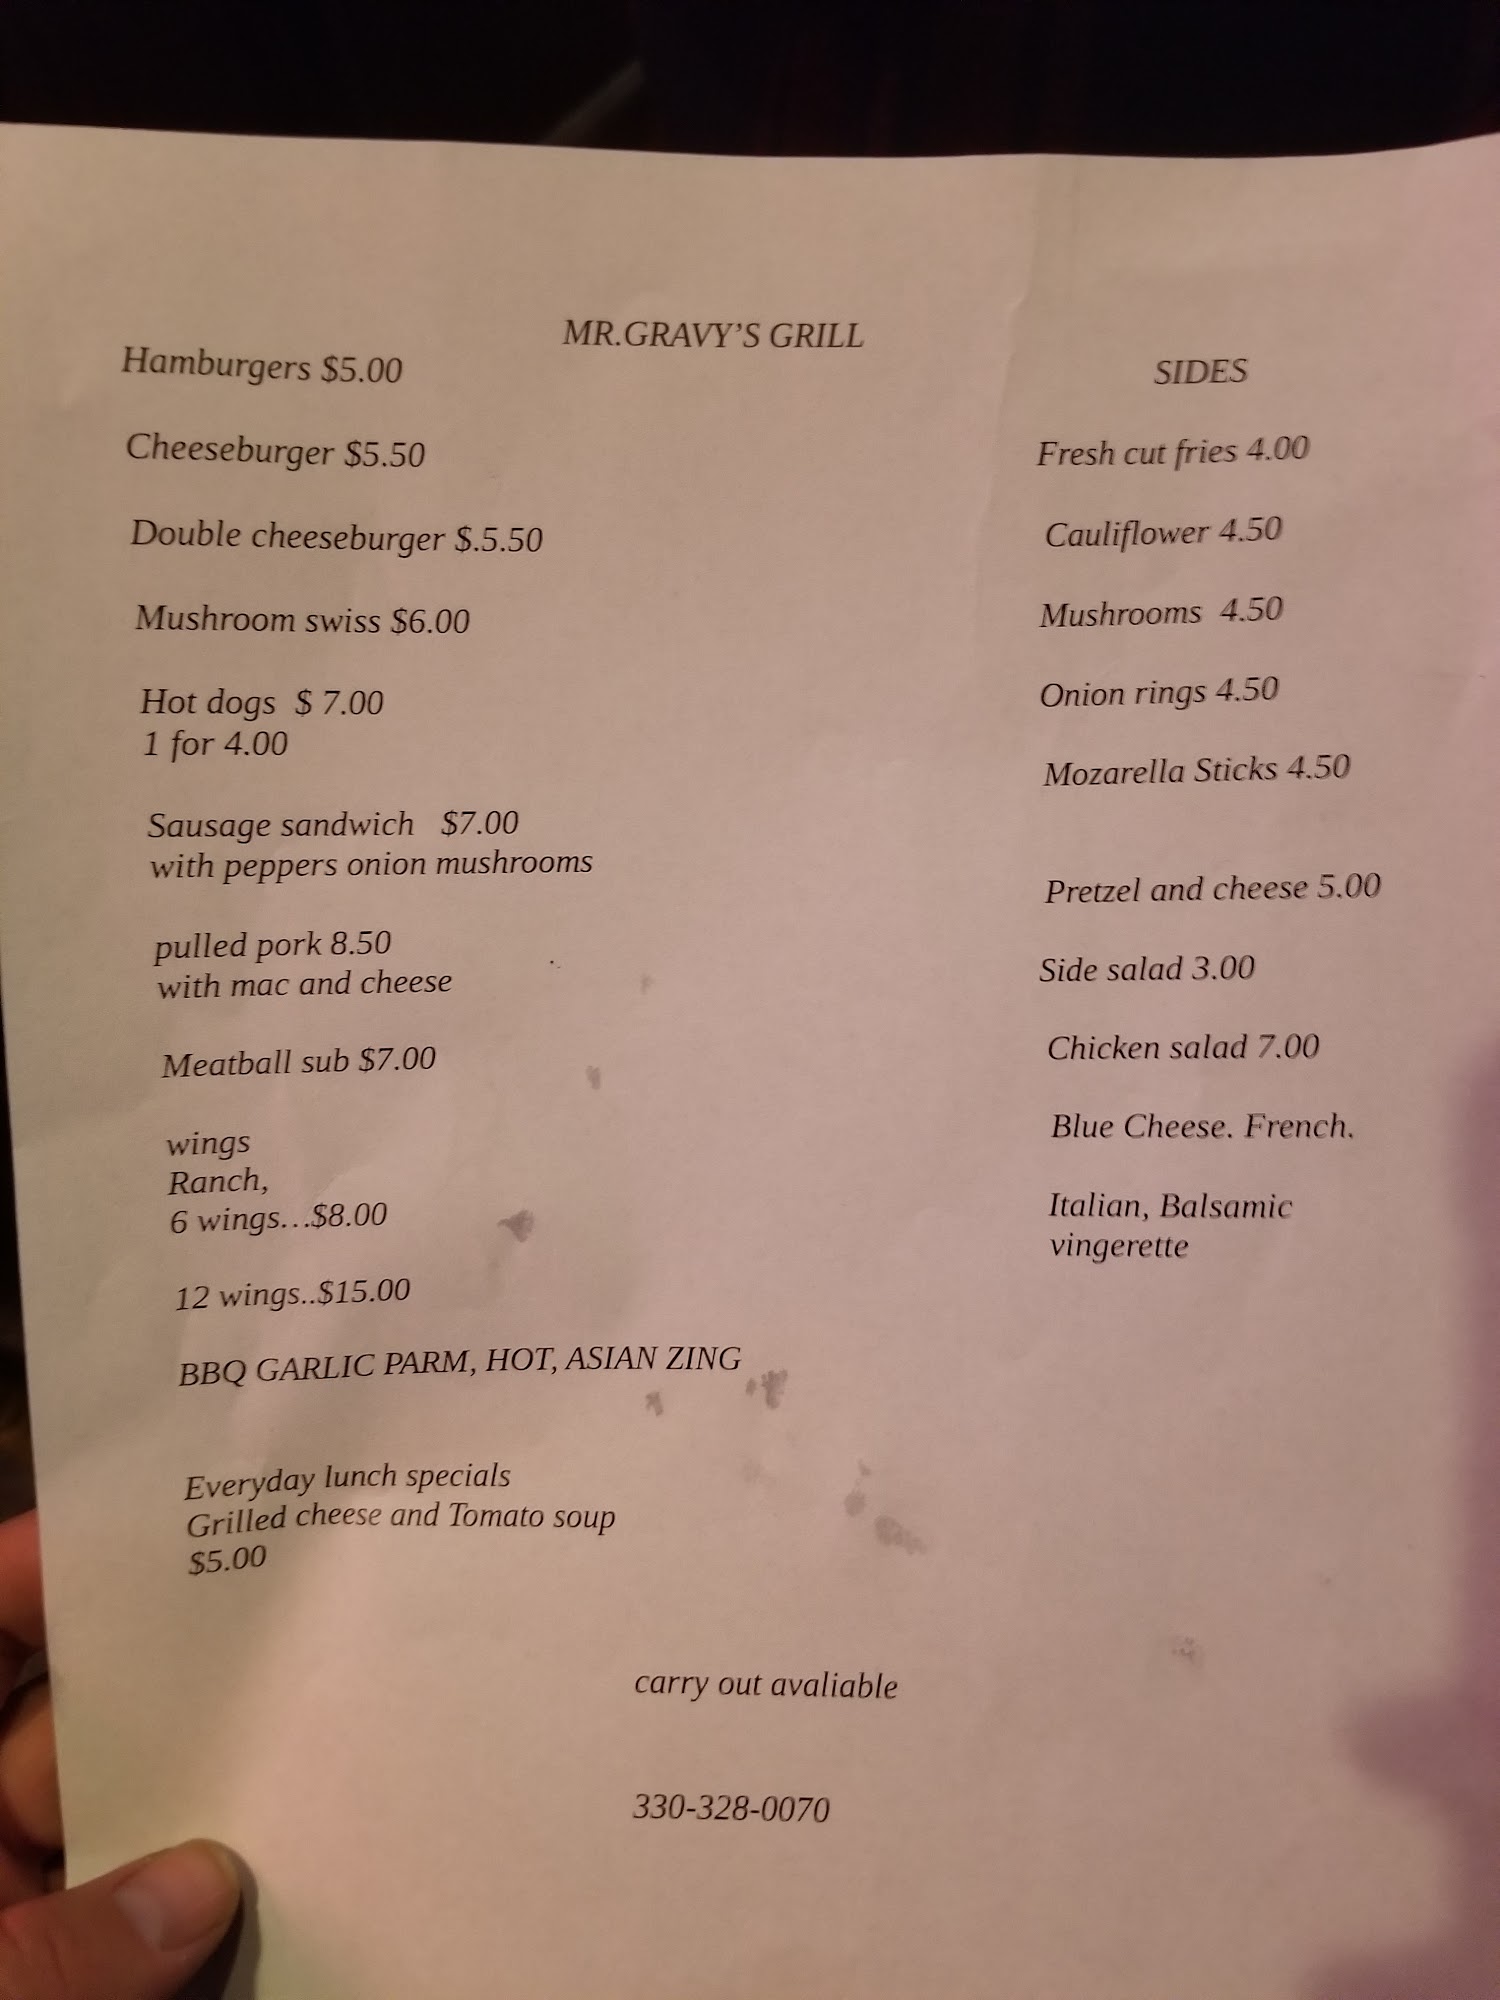 MR.GRAVY'S GRILL
Hamburgers $5.00
Cheeseburger $5.50
Double cheeseburger $.5.50
Mushroom swiss $6.00
Hot dogs  $ 7.00
1 for 4.00
Sausage sandwich   $7.00
with peppers onion mushrooms
pulled pork 8.50
with mac and cheese
Meatball sub $7.00
wings
Ranch,
6 wings…$8.00
12 wings..$15.00
BBQ GARLIC PARM, HOT, ASIAN ZING
Everyday lunch specials
Grilled cheese and Tomato soup
$5.00
SIDES
Fresh cut fries 4.00
Cauliflower 4.50
Mushrooms  4.50
Onion rings 4.50
Mozarella Sticks 4.50
Pretzel and cheese 5.00
Side salad 3.00
Chicken salad 7.00
Blue Cheese. French.
Italian, Balsamic
vingerette
carry out avaliable
330-328-0070